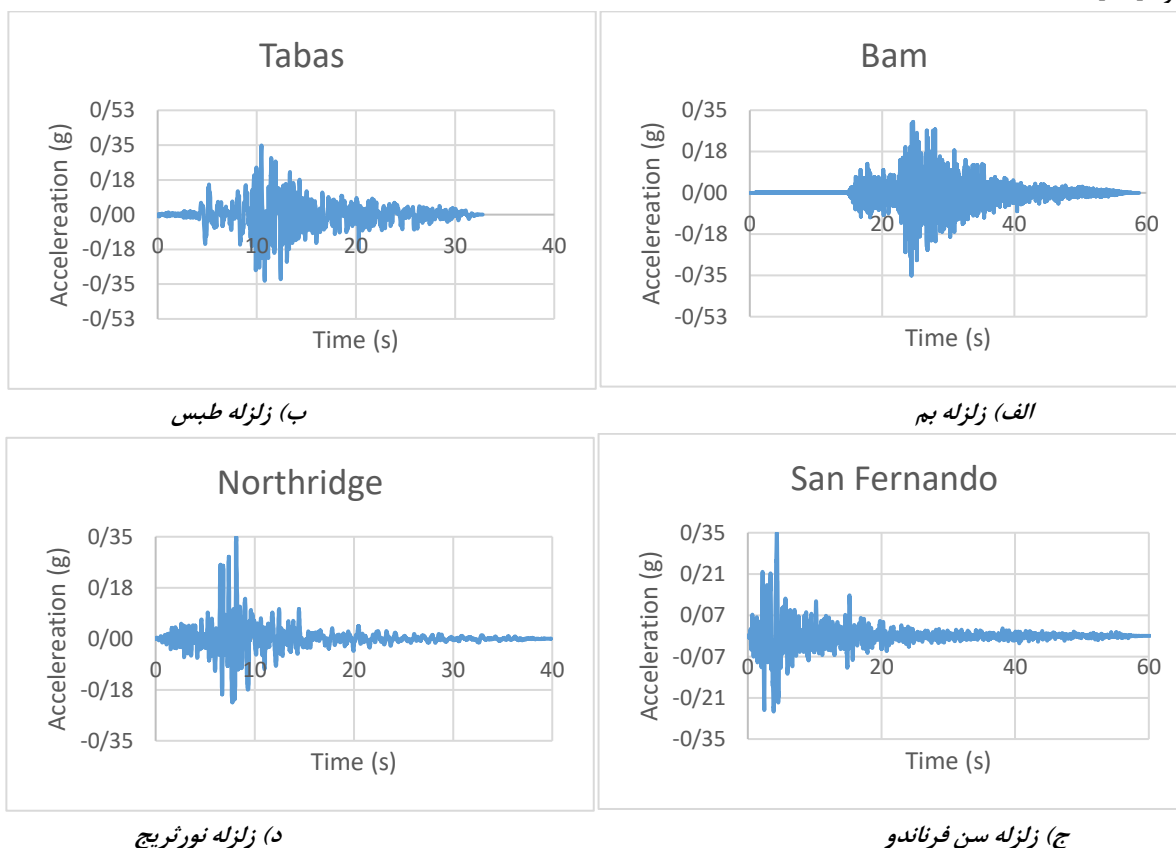 Bam
Accelereation (g)
0/35
0/18
0/00
-0/18
-0/35
-0/53
0 20 40 60
Time (s)
الف) زلزله بم
Tabas
Accelereation (g)
0/53
0/35
0/18
0/00
-0/18
-0/35
-0/53
0 10 20 30 40
Time (s)
ب) زلزله طبس
San Fernando
Accelereation (g)
0/35
0/21
0/07
-0/07
-0/21
-0/35
0 20 40 60
Time (s)
ج) زلزله سن فرناندو
Northridge
Accelereation (g)
0/35
0/18
0/00
-0/18
-0/35
0 10 20 30 40
Time (s)
د) زلزله نورثریج